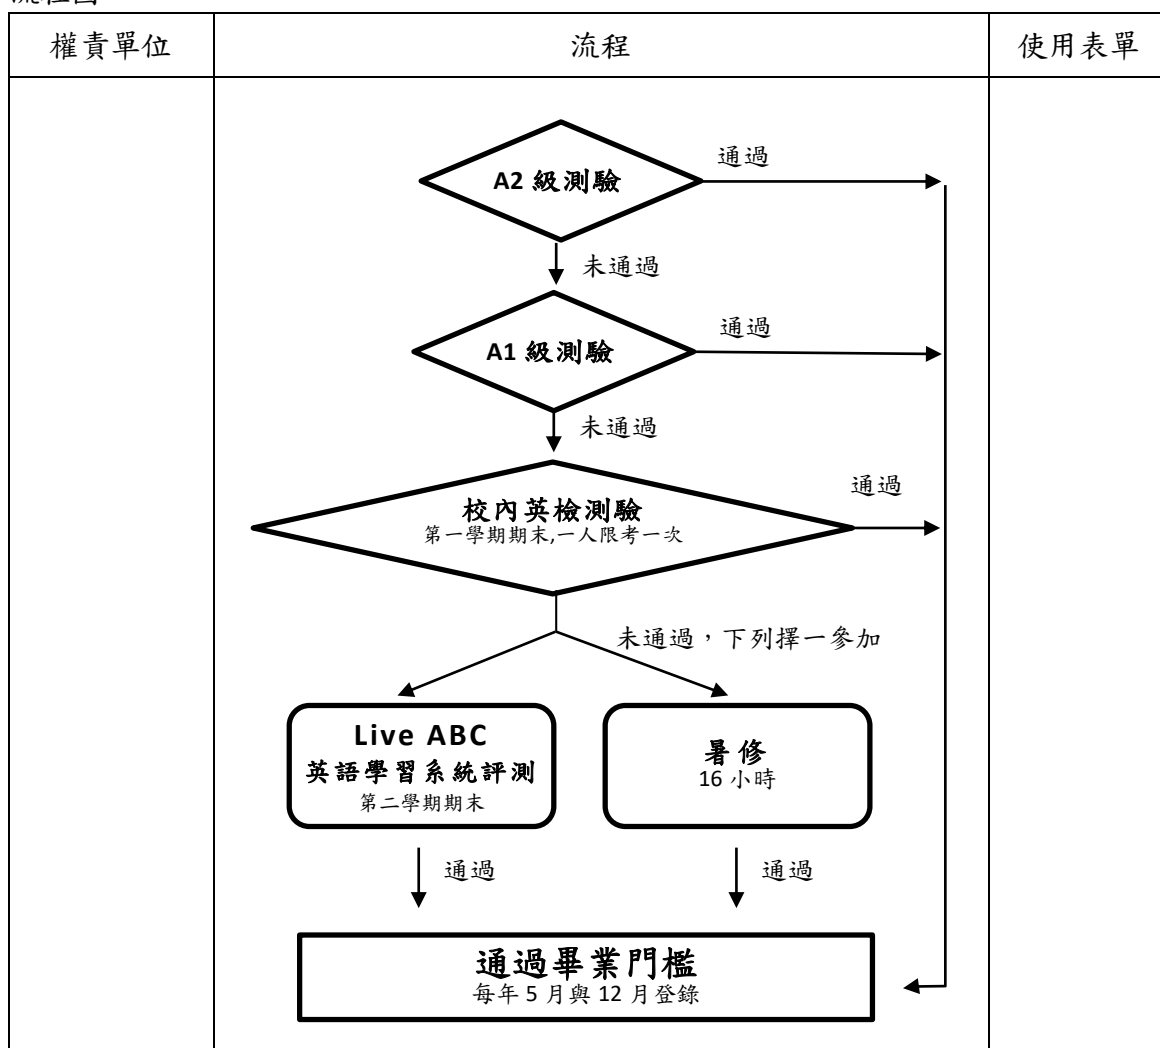 權責單位
流程
使用表單
A2 級測驗
通過
未通過
A1 級測驗
通過
未通過
校內英檢測驗
第一學期期末,一人限考一次
通過
未通過，下列擇一參加
Live ABC
英語學習系統評測
第二學期期末
暑修
16 小時
通過
通過
通過畢業門檻
每年 5 月與 12 月登錄